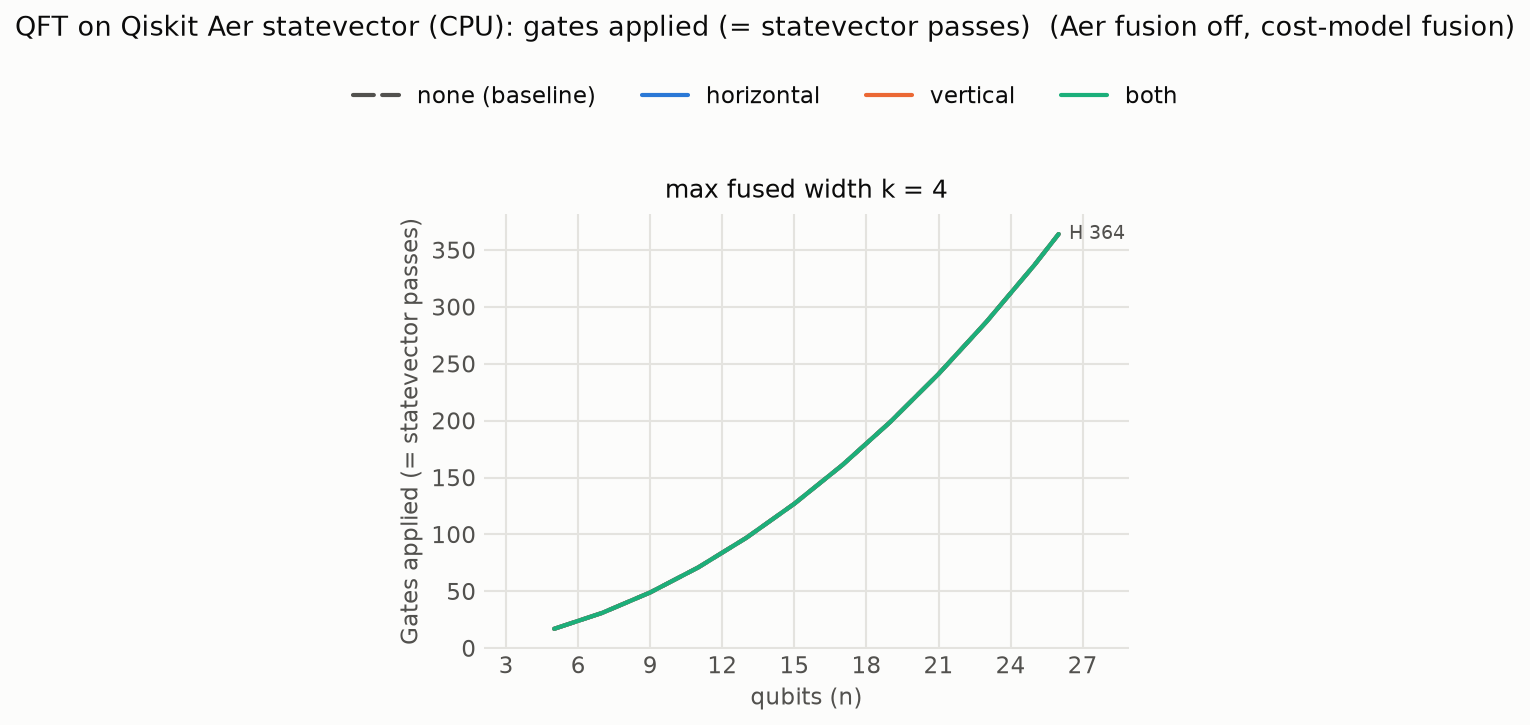 QFT on Qiskit Aer statevector (CPU): gates applied (= statevector passes)  (Aer fusion off, cost-model fusion)
none (baseline) horizontal vertical both
max fused width k = 4
Gates applied (= statevector passes)
350
300
250
200
150
100
50
0
H 364
3 6 9 12 15 18 21 24 27
qubits (n)